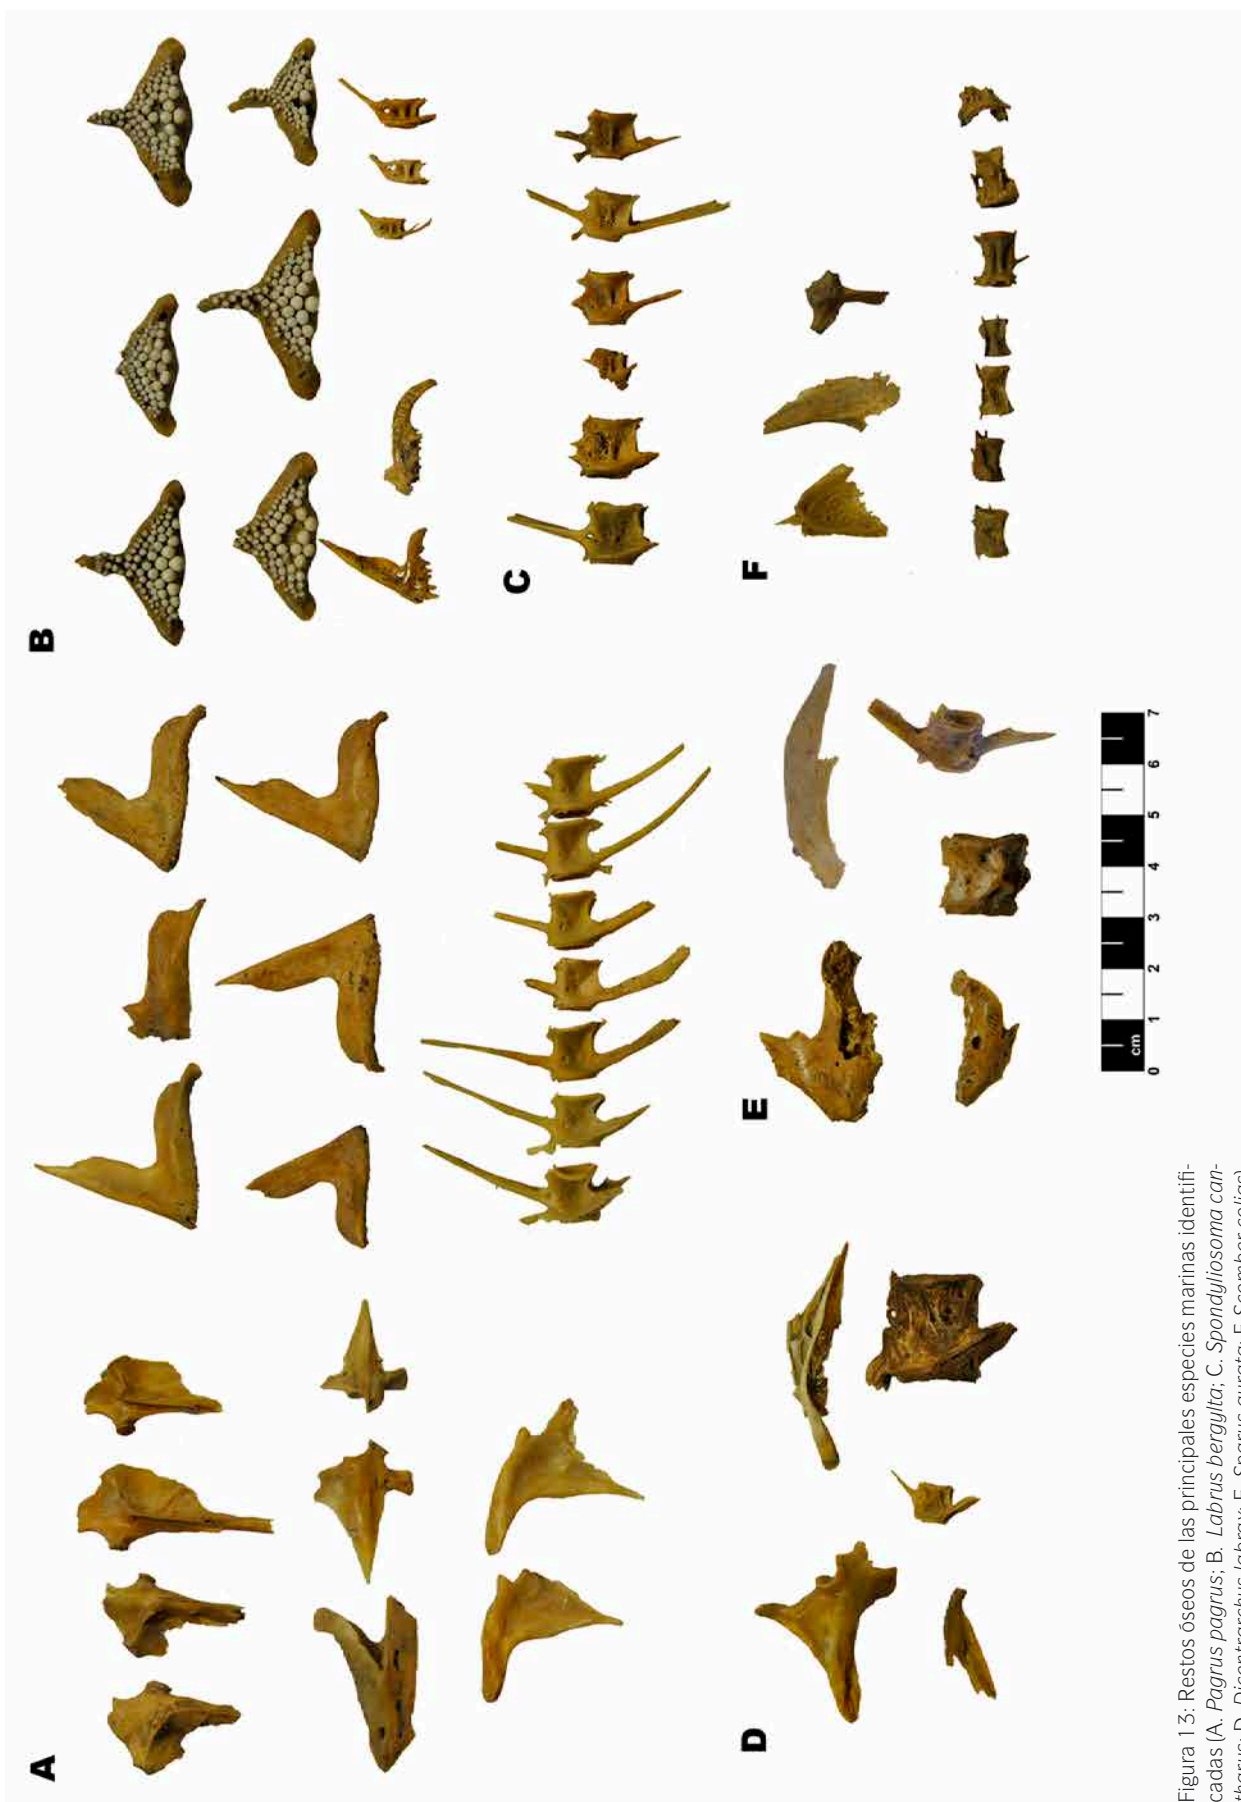 A
B
C
D
E
F
cm
0 1 2 3 4 5 6 7
Figura 13: Restos óseos de las principales especies marinas identifi-
cadas (A. Pagrus pagrus; B. Labrus bergylta; C. Spondyliosoma can-
tharus; D. Dicentrarchus labrax; E. Sparus aurata; F. Scomber colias)